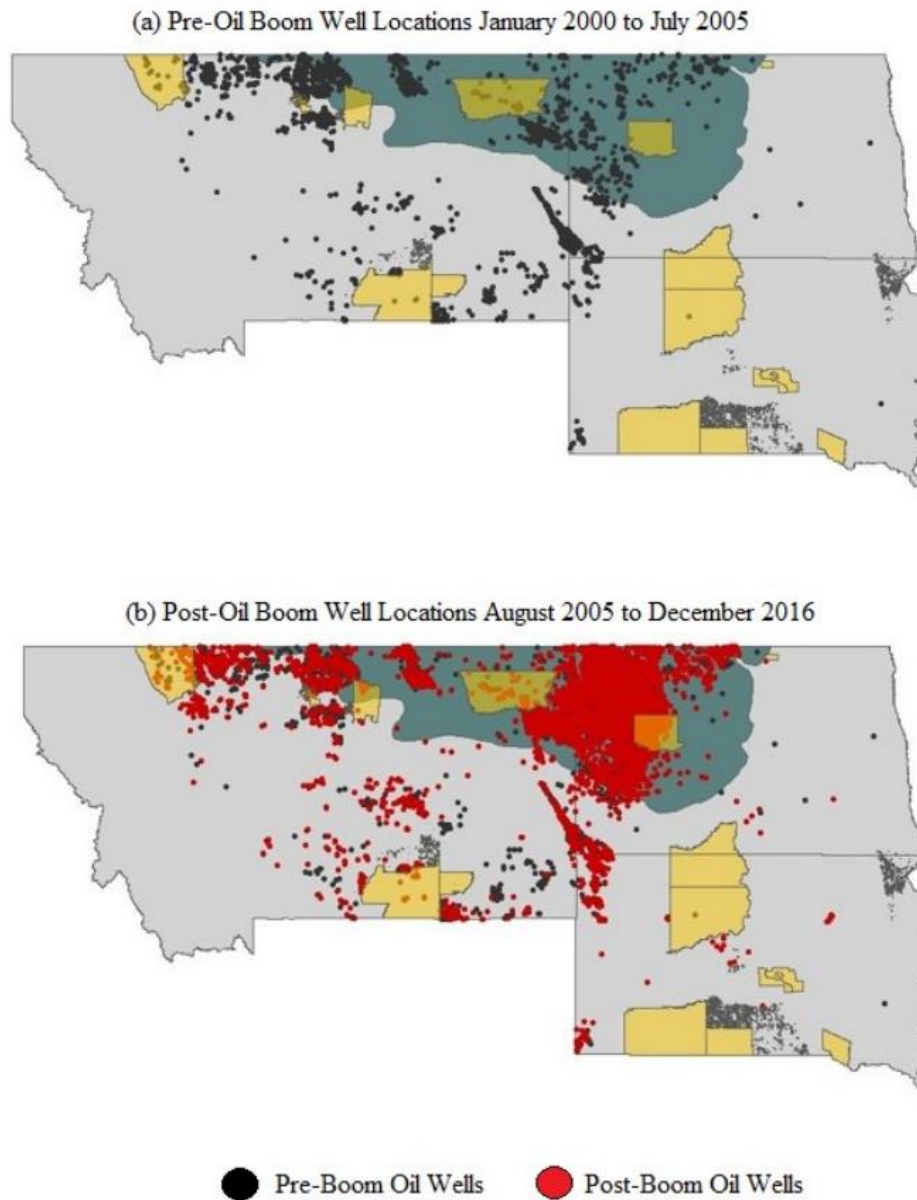 (a) Pre-Oil Boom Well Locations January 2000 to July 2005
(b) Post-Oil Boom Well Locations August 2005 to December 2016
Pre-Boom Oil Wells
Post-Boom Oil Wells